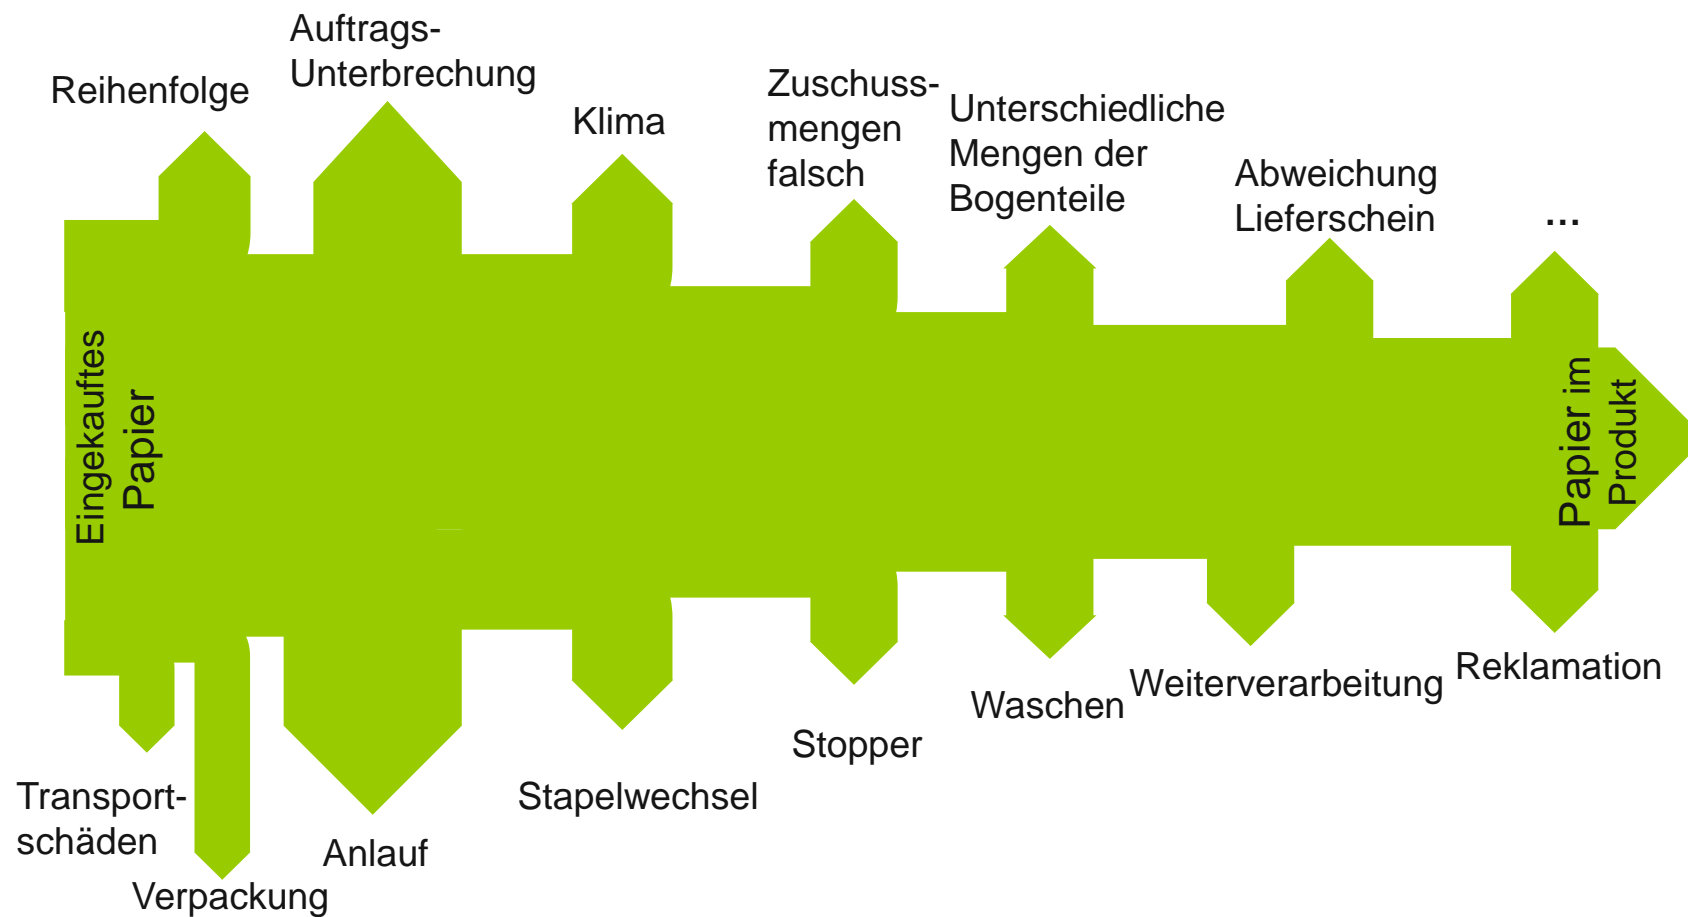 Auftrags-
Unterbrechung
Reihenfolge
Klima
Zuschuss-
mengen
falsch
Unterschiedliche
Mengen der
Bogenteile
Abweichung
Lieferschein
...
Eingekauftes
Papier
Papier im
Produkt
Transport-
schäden
Verpackung
Anlauf
Stapelwechsel
Stopper
Waschen
Weiterverarbeitung
Reklamation